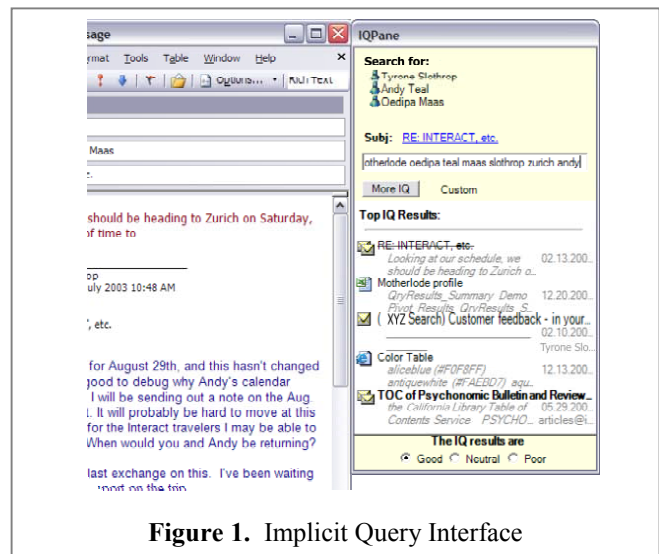 ssage
rmat Tools Table Window Help
Options... Rich Text
Maas
should be heading to Zurich on Saturday,
of time to
op
uly 2003 10:48 AM
, etc.
for August 29th, and this hasn't changed
good to debug why Andy's calendar
I will be sending out a note on the Aug.
t. It will probably be hard to move at this
for the Interact travelers I may be able to
When would you and Andy be returning?
last exchange on this. I've been waiting
report on the trip
IQPane
Search for:
Tyrone Slothrop
Andy Teal
Oedipa Maas
Subj: RE: INTERACT, etc.
otherlode oedipa teal maas slothrop zurich andy
More IQ Custom
Top IQ Results:
RE: INTERACT, etc.
Looking at our schedule, we 02.13.200...
should be heading to Zurich o...
Motherlode profile
QryResults_Summary Demo 12.20.200...
Pivot_Results_QryResults_S...
( XYZ Search) Customer feedback - in your...
02.10.200...
Tyrone Slo...
Color Table
aliceblue (#F0F8FF) 12.13.200...
antiquewhite (#FAEBD7) aqu...
TOC of Psychonomic Bulletin and Review...
the California Library Table of 05.29.200...
Contents Service PSYCHO... articles@i...
The IQ results are
Good Neutral Poor
Figure 1. Implicit Query Interface